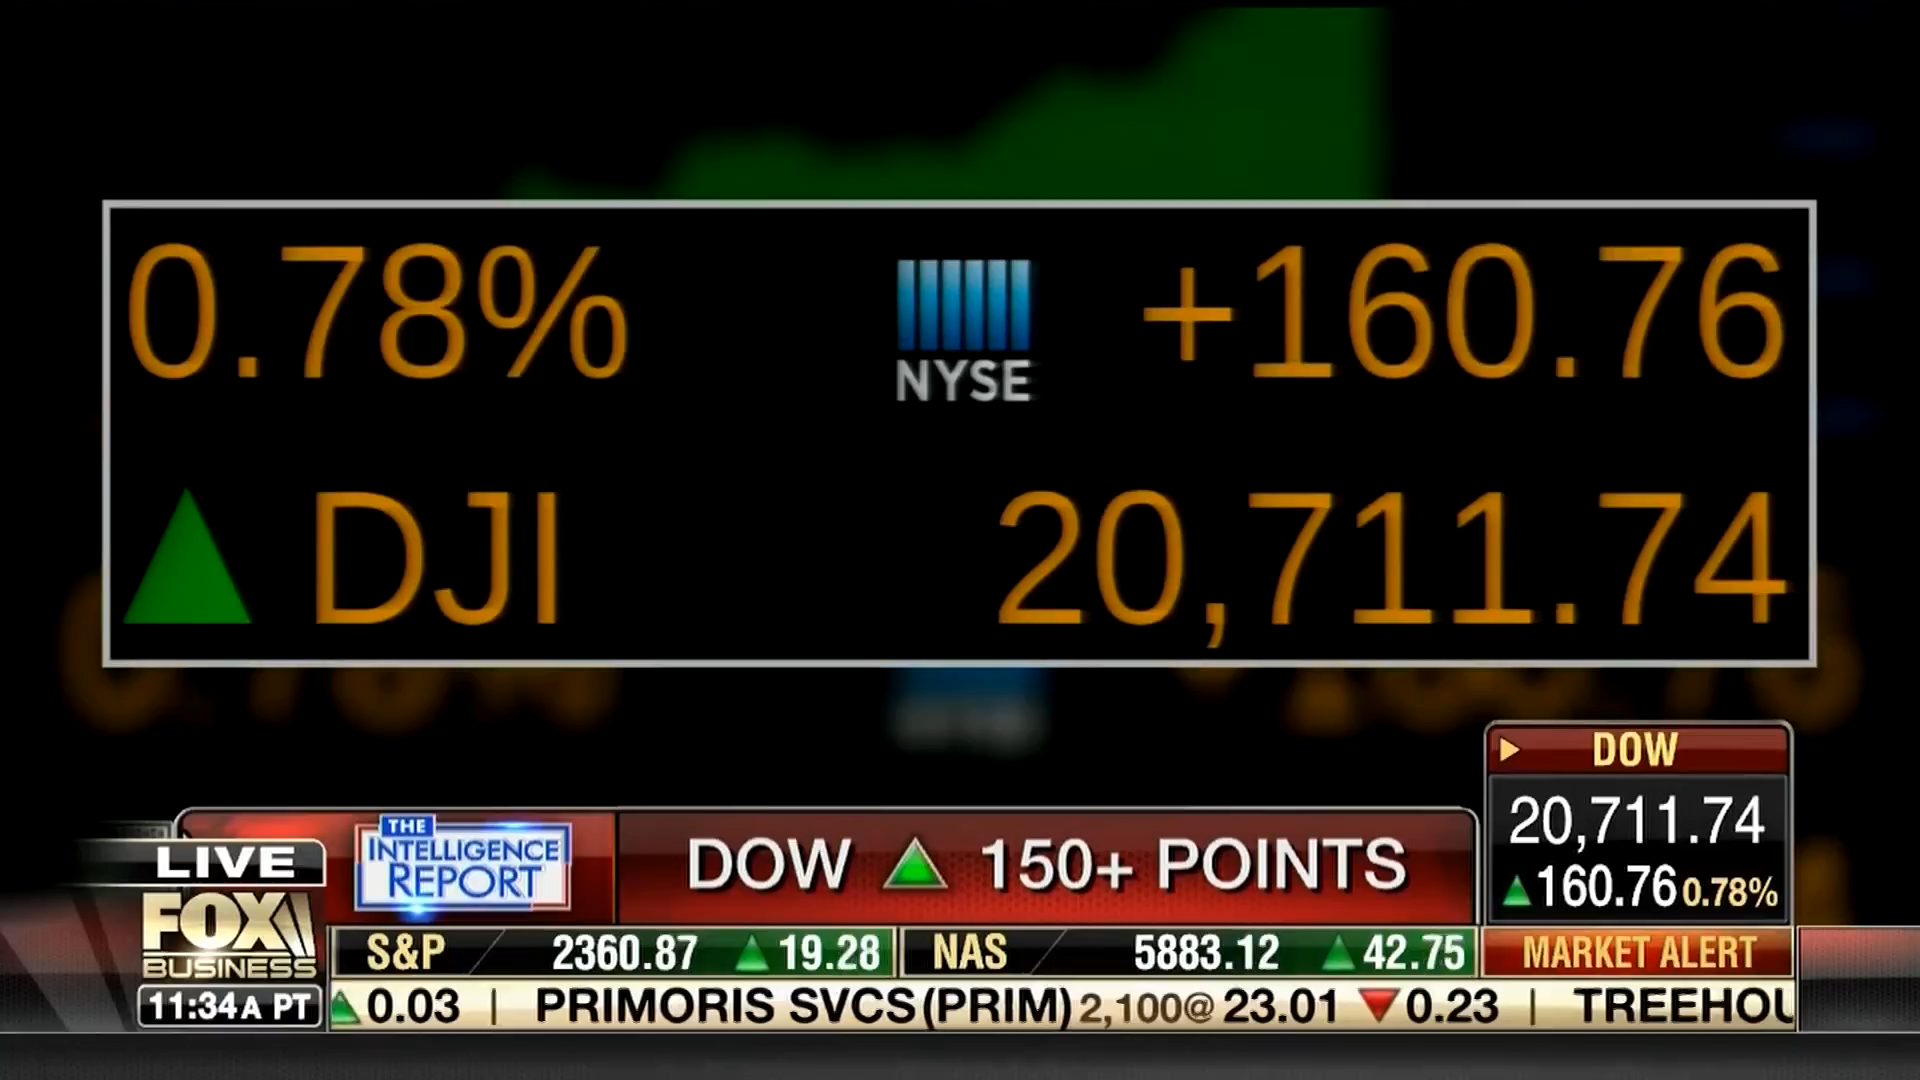 0.78%
NYSE
+160.76
DJI
20,711.74
DOW
20,711.74
160.76 0.78%
MARKET ALERT
THE
INTELLIGENCE
REPORT
DOW 150+ POINTS
LIVE
FOX
BUSINESS
11:34A PT
S&P 2360.87 19.28
NAS 5883.12 42.75
0.03 | PRIMORIS SVCS(PRIM) 2,100@ 23.01 0.23 | TREEHOU